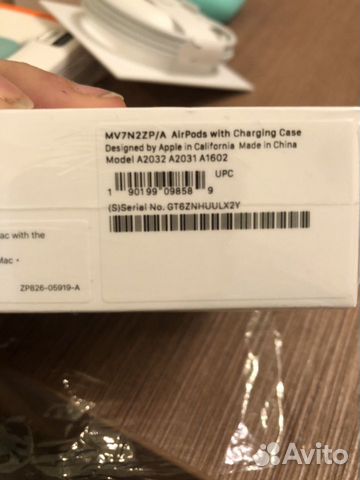 MV7N2ZP/A AirPods with Charging Case
Designed by Apple in California Made in China
Model A2032 A2031 A1602
UPC
1 90199 09858 9
(S)Serial No. GT6ZNHUULX2Y
ac with the
Mac •
ZP826-05919-A
Avito